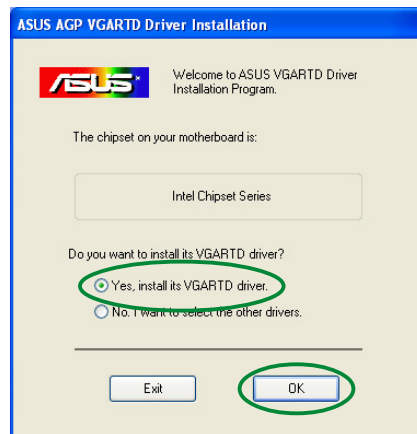 ASUS AGP VGARTD Driver Installation
ASUS
Welcome to ASUS VGARTD Driver
Installation Program.
The chipset on your motherboard is:
Intel Chipset Series
Do you want to install its VGARTD driver?
Yes, install its VGARTD driver.
No. I want to select the other drivers.
Exit
OK